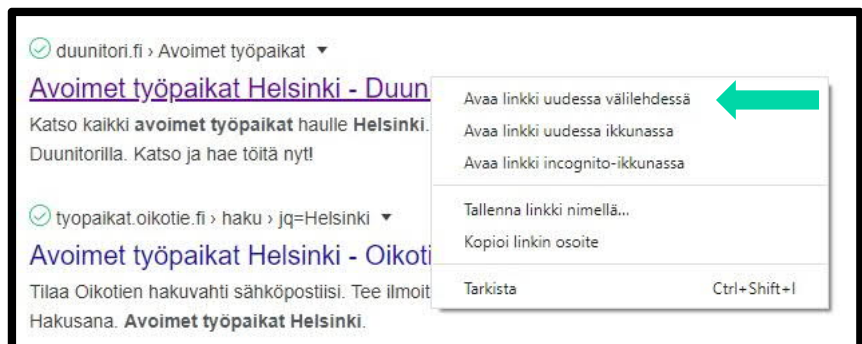 duunitori.fi › Avoimet työpaikat ▼
Avoimet työpaikat Helsinki - Duun
Katso kaikki avoimet työpaikat haulle Helsinki.
Duunitorilla. Katso ja hae töitä nyt!
tyopaikat.oikotie.fi › haku › jq=Helsinki ▼
Avoimet työpaikat Helsinki - Oikoti
Tilaa Oikotien hakuvahti sähköpostiisi. Tee ilmoit
Hakusana. Avoimet työpaikat Helsinki.
Avaa linkki uudessa välilehdessä
Avaa linkki uudessa ikkunassa
Avaa linkki incognito-ikkunassa
Tallenna linkki nimellä...
Kopioi linkin osoite
Tarkista Ctrl+Shift+I